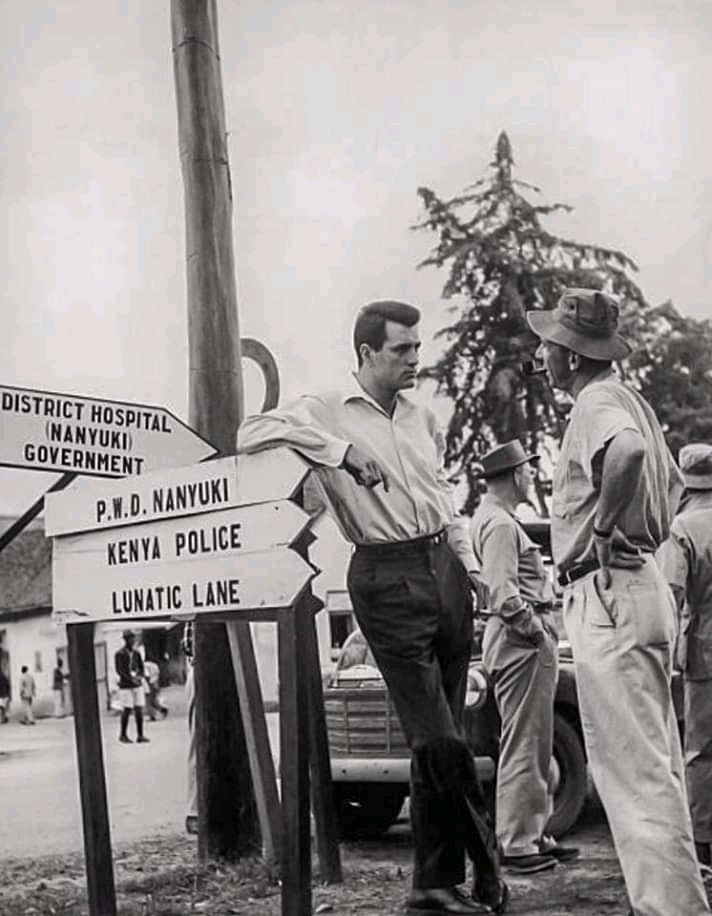 DISTRICT HOSPITAL
(NANYUKI)
GOVERNMENT
P.W.D. NANYUKI
KENYA POLICE
LUNATIC LANE